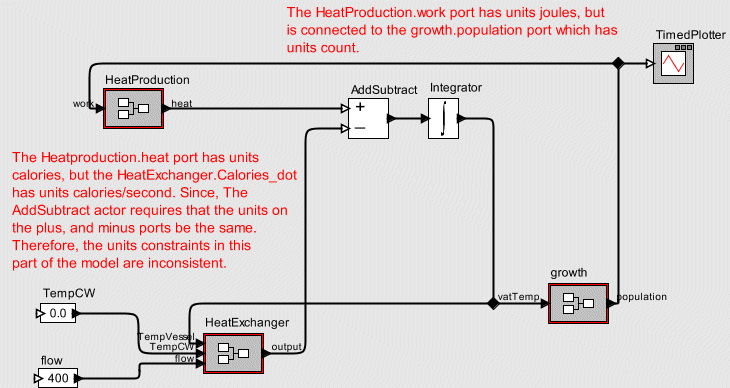 The HeatProduction.work port has units joules, but
is connected to the growth.population port which has
units count.
TimedPlotter
HeatProduction
work
heat
AddSubtract
+
–
Integrator
∫
The Heatproduction.heat port has units
calories, but the HeatExchanger.Calories_dot
has units calories/second. Since, The
AddSubtract actor requires that the units on
the plus, and minus ports be the same.
Therefore, the units constraints in this
part of the model are inconsistent.
growth
vatTemp
population
TempCW
0.0
HeatExchanger
TempVessel
TempCW
flow
output
flow
400